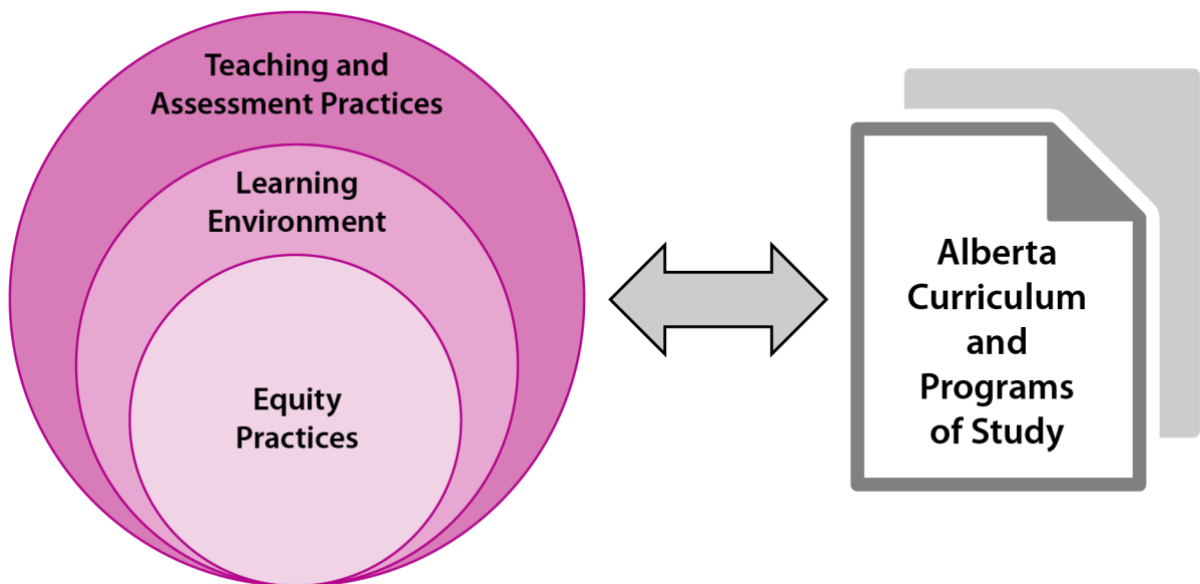 Teaching and
Assessment Practices
Learning
Environment
Equity
Practices
Alberta
Curriculum
and
Programs
of Study